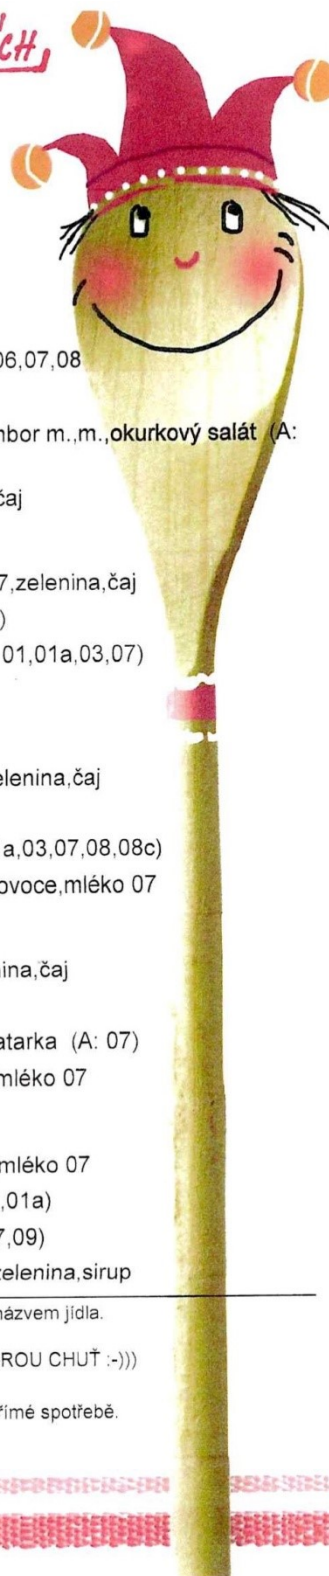 CH,
06,07,08
mbor m.,m.,okurkový salát (A:
čaj
7,zelenina,čaj
)
01,01a,03,07)
elenina,čaj
a,03,07,08,08c)
ovoce,mléko 07
nina,čaj
atarka (A: 07)
mléko 07
mléko 07
,01a)
7,09)
zelenina,sirup
názvem jídla.
ROU CHUŤ :-)))
římé spotřebě.